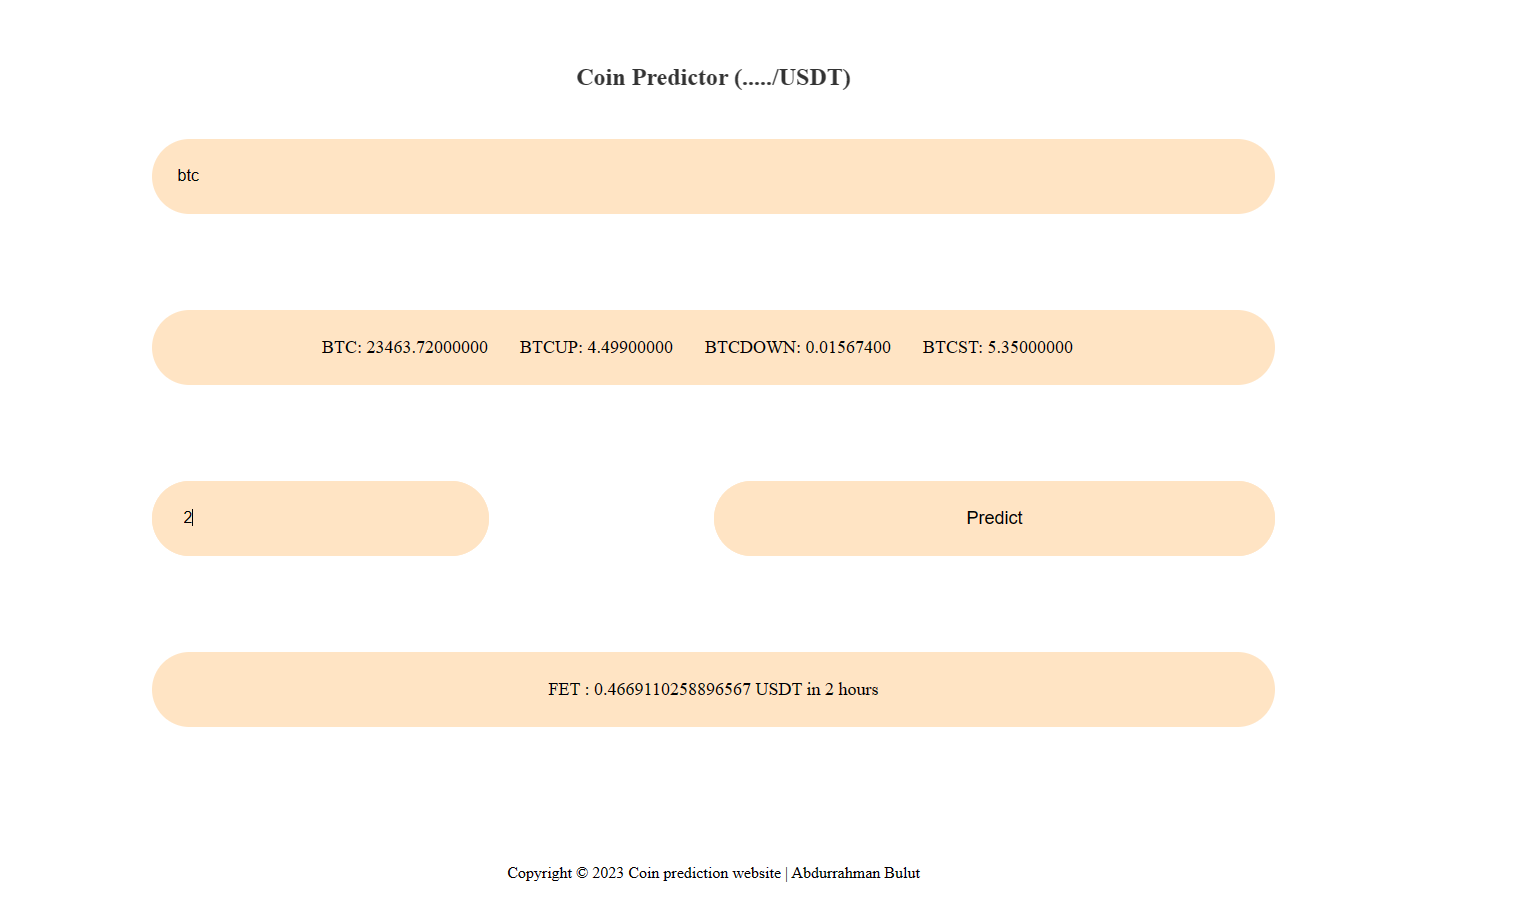 Coin Predictor (...../USDT)
btc
BTC: 23463.72000000 BTCUP: 4.49900000 BTCDOWN: 0.01567400 BTCST: 5.35000000
2 Predict
FET : 0.4669110258896567 USDT in 2 hours
Copyright © 2023 Coin prediction website | Abdurrahman Bulut